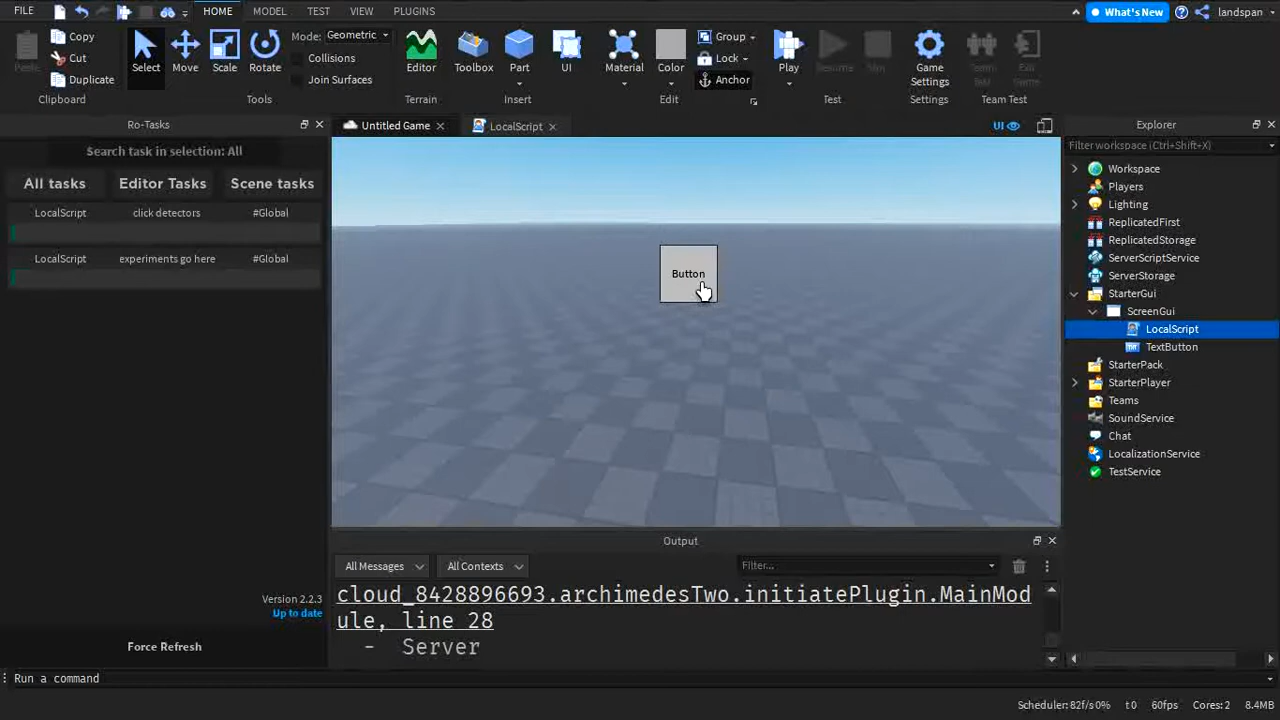 FILE
HOME
MODEL
TEST
VIEW
PLUGINS
What's New
landspan
Copy
Cut
Duplicate
Paste
Clipboard
Select
Move
Scale
Rotate
Mode: Geometric
Collisions
Join Surfaces
Tools
Editor
Terrain
Toolbox
Part
UI
Insert
Material
Color
Group
Lock
Anchor
Edit
Play
Resume
Stop
Test
Game
Settings
Settings
Team
Test
Exit
Game
Team Test
Ro-Tasks
Search task in selection: All
All tasks
Editor Tasks
Scene tasks
LocalScript click detectors #Global
LocalScript experiments go here #Global
Version 2.2.3
Up to date
Force Refresh
Untitled Game
LocalScript
UI
Button
Output
All Messages
All Contexts
Filter...
cloud_8428896693.archimedesTwo.initiatePlugin.MainMod
ule, line 28
- Server
Explorer
Filter workspace (Ctrl+Shift+X)
Workspace
Players
Lighting
ReplicatedFirst
ReplicatedStorage
ServerScriptService
ServerStorage
StarterGui
ScreenGui
LocalScript
TextButton
StarterPack
StarterPlayer
Teams
SoundService
Chat
LocalizationService
TestService
Run a command
Scheduler: 82f/s 0% t 0 60fps Cores: 2 8.4MB